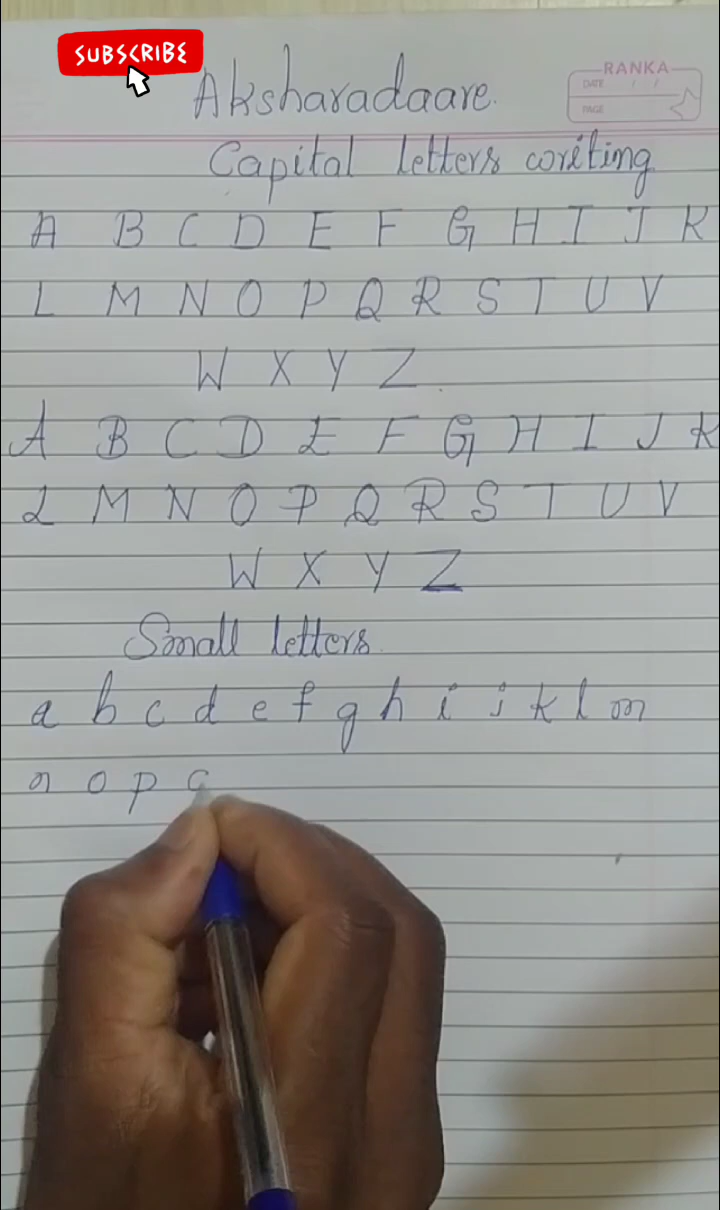 SUBSCRIBE
Aksharadaare.
RANKA
DATE / /
PAGE
Capital letters writing
A B C D E F G H I J K
L M N O P Q R S T U V
W X Y Z
A B C D E F G H I J K
L M N O P Q R S T U V
W X Y Z
Small letters
a b c d e f g h i j k l m
n o p